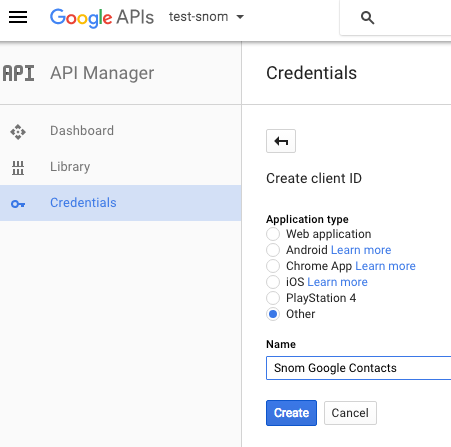 Google APIs test-snom
API API Manager
Credentials
Dashboard
Library
Credentials
Create client ID
Application type
Web application
Android Learn more
Chrome App Learn more
iOS Learn more
PlayStation 4
Other
Name
Snom Google Contacts
Create Cancel